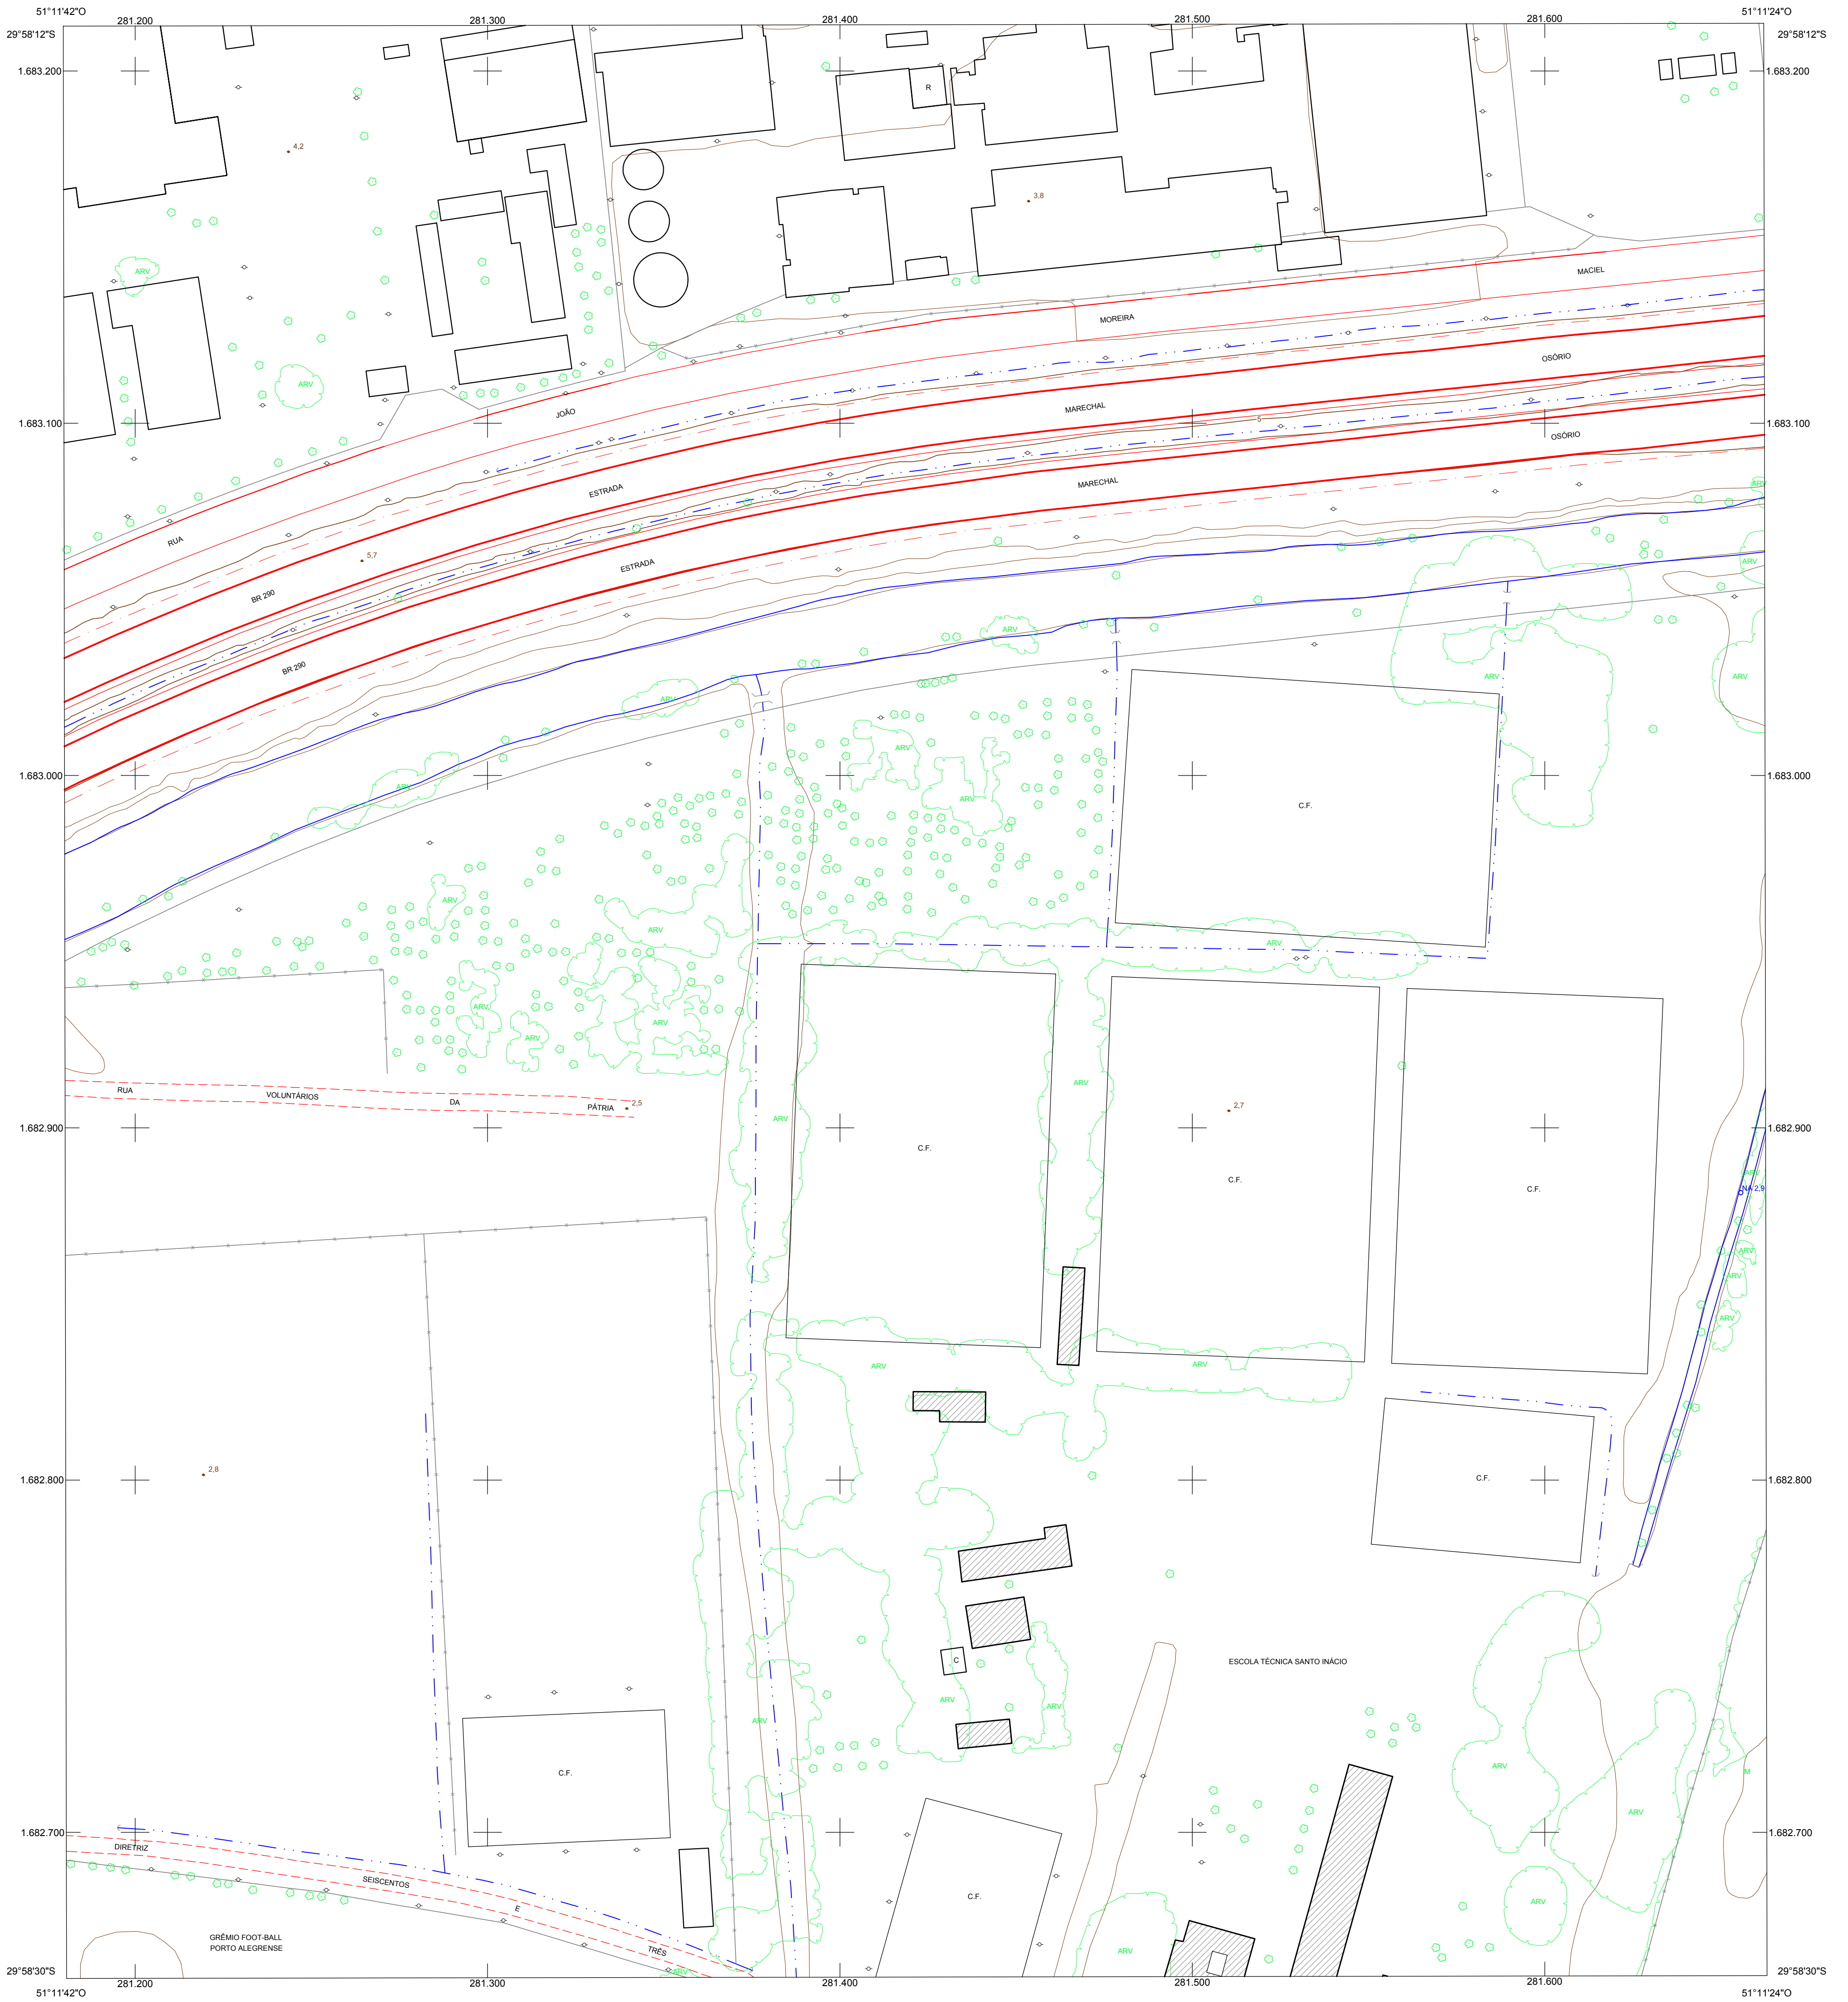 51°11'42"O
51°11'24"O
281.200
281.300
281.400
281.500
281.600
29°58'12"S
29°58'12"S
1.683.200
1.683.200
R
4,2
3,8
ARV
MACIEL
MOREIRA
OSÓRIO
ARV
JOÃO
MARECHAL
1.683.100
5
1.683.100
OSÓRIO
ESTRADA
MARECHAL
ARV
RUA
5,7
ESTRADA
ARV
BR 290
ARV
BR 290
ARV
ARV
ARV
ARV
1.683.000
1.683.000
ARV
ARV
C.F.
ARV
ARV
ARV
ARV
ARV
ARV
ARV
RUA
VOLUNTÁRIOS
DA
PÁTRIA
2,5
2,7
ARV
ARV
1.682.900
1.682.900
C.F.
C.F.
C.F.
ARV
NA 2,9
ARV
ARV
ARV
ARV
ARV
2,8
1.682.800
C.F.
1.682.800
C
ESCOLA TÉCNICA SANTO INÁCIO
ARV
ARV
ARV
C.F.
ARV
M
ARV
1.682.700
1.682.700
DIRETRIZ
SEISCENTOS
E
TRÊS
C.F.
ARV
GRÊMIO FOOT-BALL
PORTO ALEGRENSE
ARV
ARV
29°58'30"S
29°58'30"S
281.200
281.300
281.400
281.500
281.600
51°11'42"O
51°11'24"O